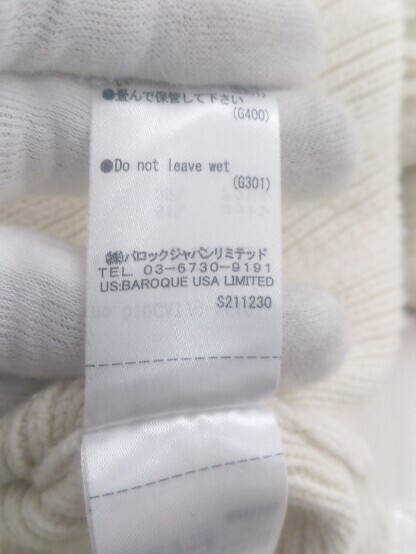 ●畳んで保管して下さい
(G400)
●Do not leave wet
(G301)
㈱バロックジャパンリミテッド
TEL. 03-6730-9191
US:BAROQUE USA LIMITED
S211230